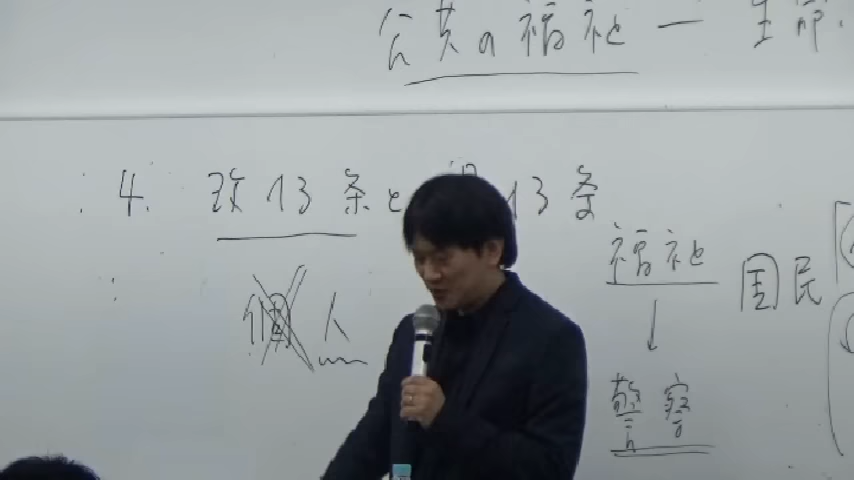 公共の福祉 — 生命
4. 改13条と 13条
福祉 国民
個人 ↓
警察